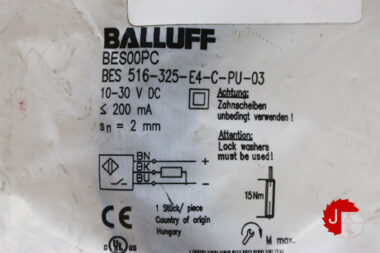 BALLUFF
BES00PC
BES 516-325-E4-C-PU-03
10-30 V DC
≤ 200 mA
sn = 2 mm
Achtung:
Zahnscheiben
unbedingt verwenden!
Attention:
Lock washers
must be used!
BN +
BK
BU −
1 Stück / piece
Country of origin
Hungary
15Nm
M max.
CE
UL